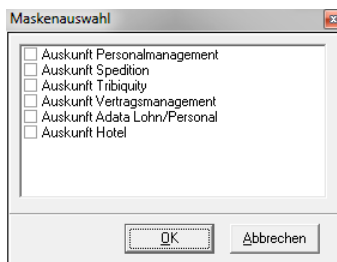 Maskenauswahl
Auskunft Personalmanagement
Auskunft Spedition
Auskunft Tribiquity
Auskunft Vertragsmanagement
Auskunft Adata Lohn/Personal
Auskunft Hotel
OK
Abbrechen